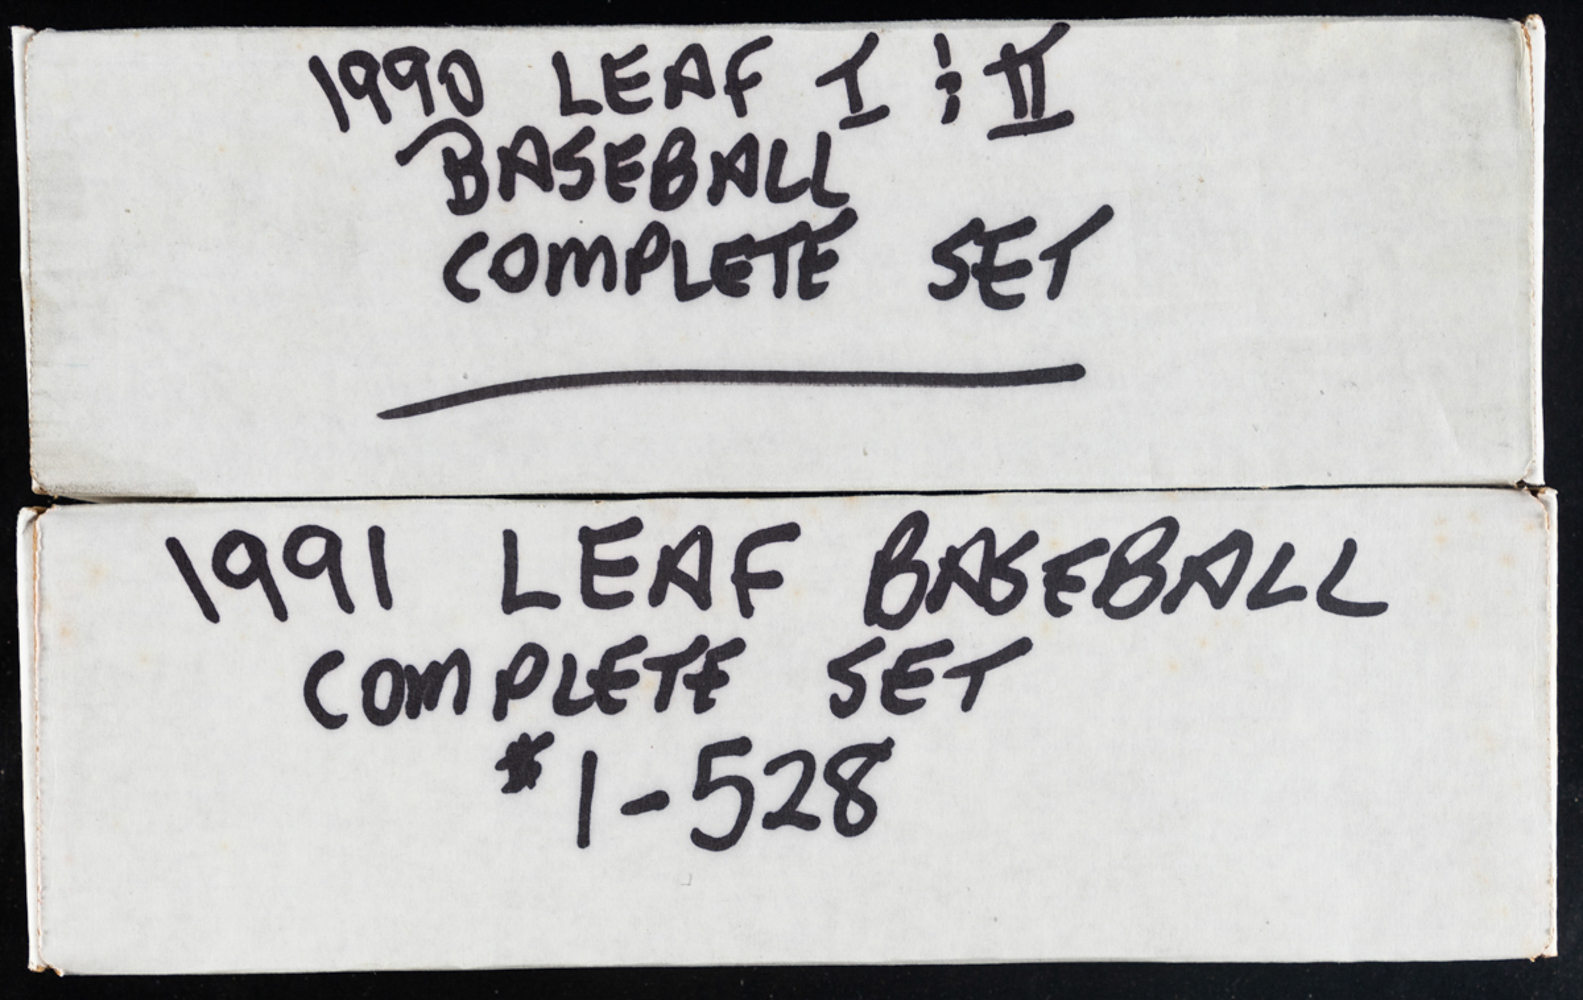 1990 LEAF I & II
BASEBALL
COMPLETE SET
1991 LEAF BASEBALL
COMPLETE SET
#1-528